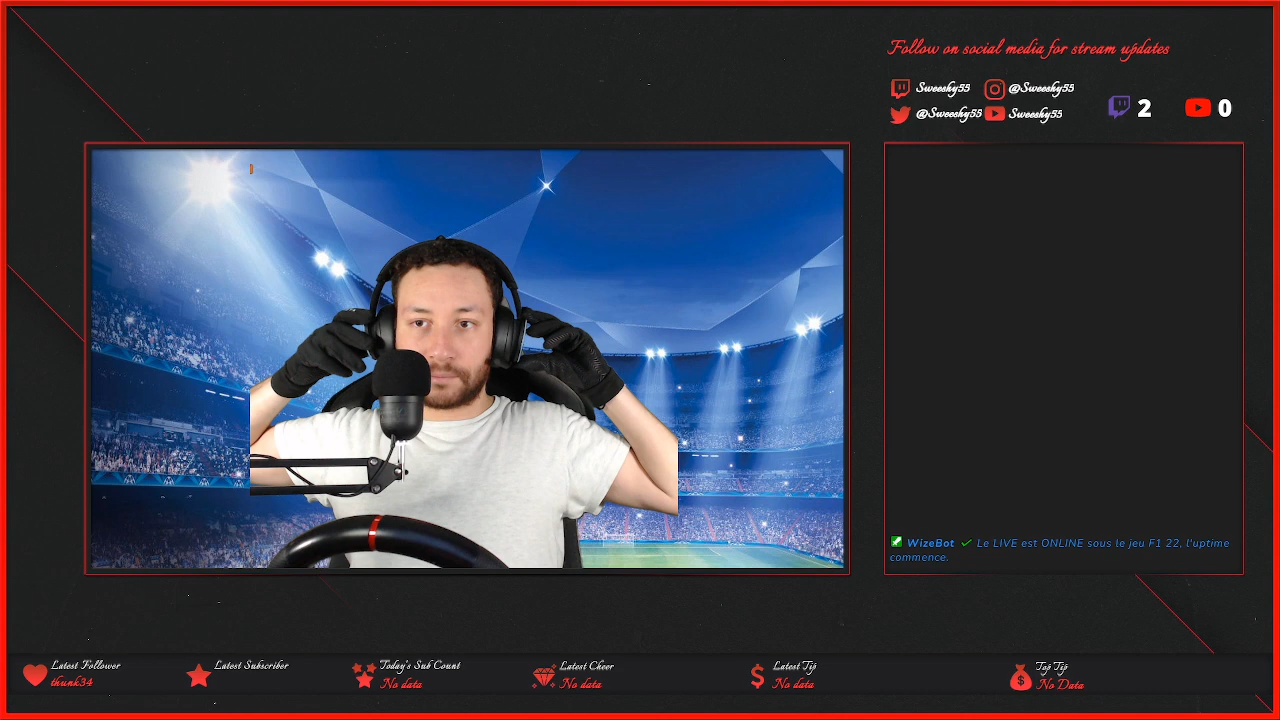 Follow on social media for stream updates
Sweeshy55 @Sweeshy55
@Sweeshy55 Sweeshy55
2 0
WizeBot Le LIVE est ONLINE sous le jeu F1 22, l'uptime
commence.
Latest Follower
thunk34
Latest Subscriber
Today's Sub Count
No data
Latest Cheer
No data
Latest Tip
No data
Top Tip
No Data